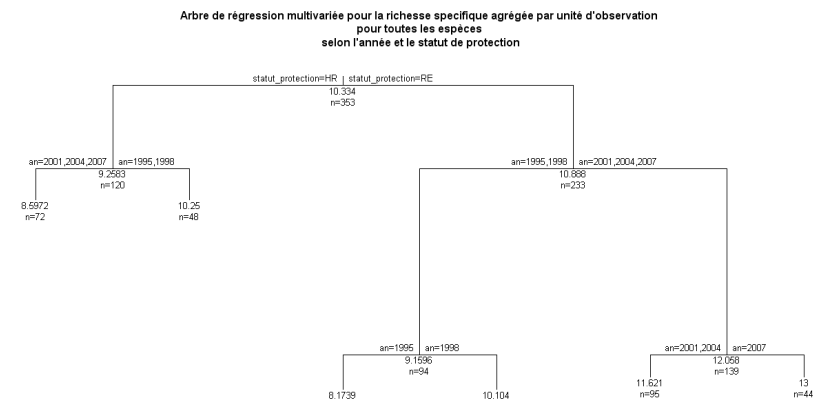 Arbre de régression multivariée pour la richesse specifique agrégée par unité d'observation
pour toutes les espèces
selon l'année et le statut de protection
statut_protection=HR | statut_protection=RE
10.334
n=353
an=2001,2004,2007 an=1995,1998
9.2583
n=120
an=1995,1998 an=2001,2004,2007
10.888
n=233
8.5972 10.25
n=72 n=48
an=1995 an=1998
9.1596
n=94
an=2001,2004 an=2007
12.058
n=139
8.1739 10.104
11.621 13
n=95 n=44